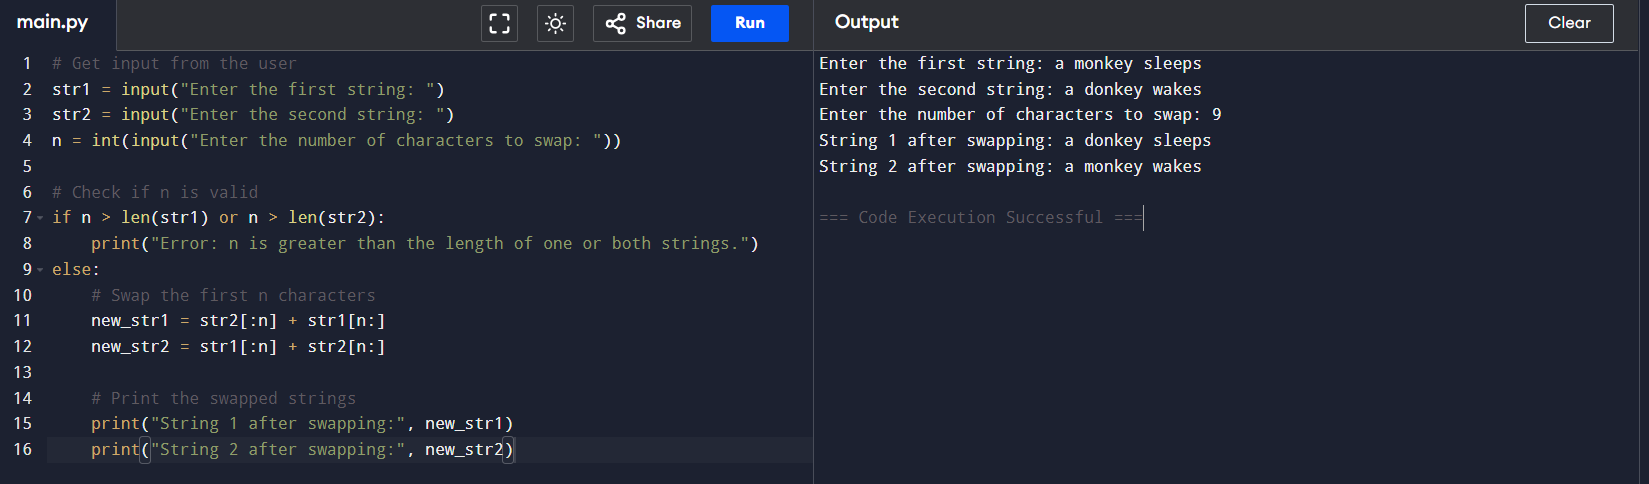 main.py
Share
Run
1 # Get input from the user
2 str1 = input("Enter the first string: ")
3 str2 = input("Enter the second string: ")
4 n = int(input("Enter the number of characters to swap: "))
5
6 # Check if n is valid
7 if n > len(str1) or n > len(str2):
8     print("Error: n is greater than the length of one or both strings.")
9 else:
10     # Swap the first n characters
11     new_str1 = str2[:n] + str1[n:]
12     new_str2 = str1[:n] + str2[n:]
13
14     # Print the swapped strings
15     print("String 1 after swapping:", new_str1)
16     print("String 2 after swapping:", new_str2)
Output
Clear
Enter the first string: a monkey sleeps
Enter the second string: a donkey wakes
Enter the number of characters to swap: 9
String 1 after swapping: a donkey sleeps
String 2 after swapping: a monkey wakes
=== Code Execution Successful ===